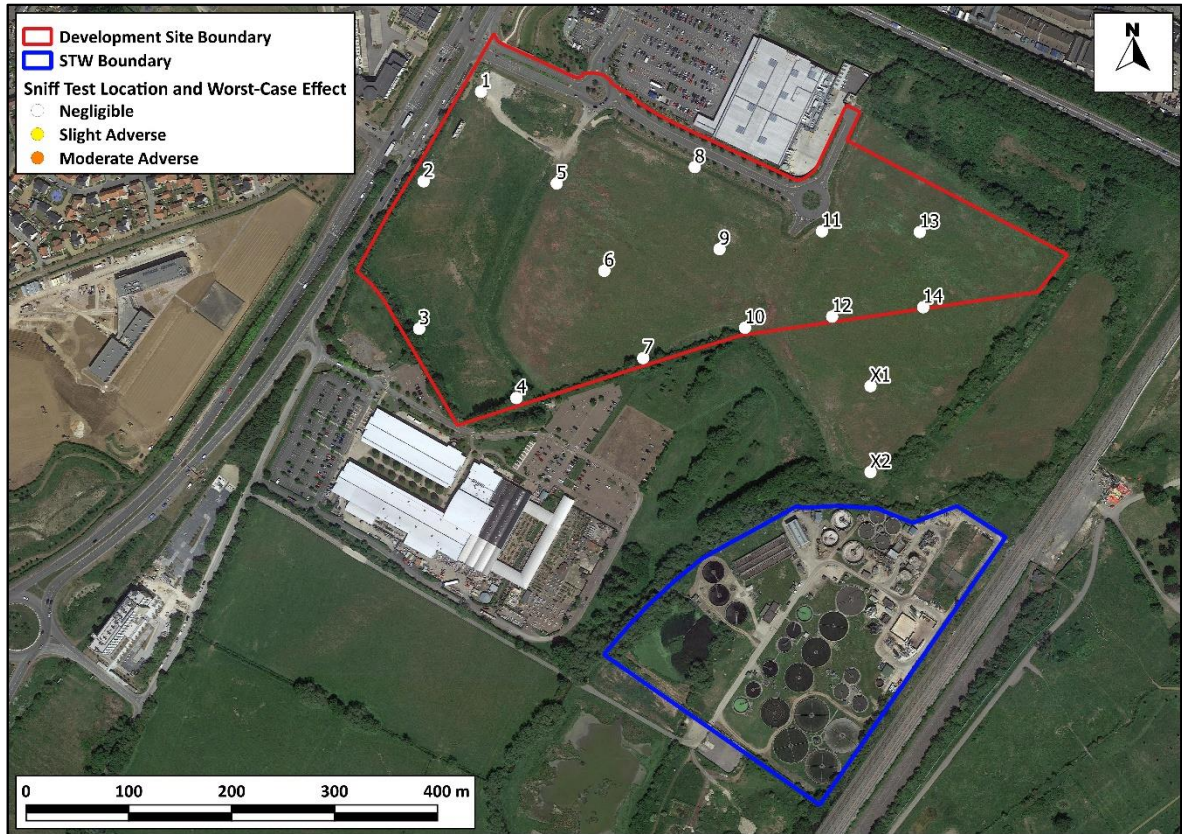 Development Site Boundary
STW Boundary
Sniff Test Location and Worst-Case Effect
Negligible
Slight Adverse
Moderate Adverse
N
1
2
5
8
11
13
9
6
3
10
12
14
7
4
X1
X2
0 100 200 300 400 m